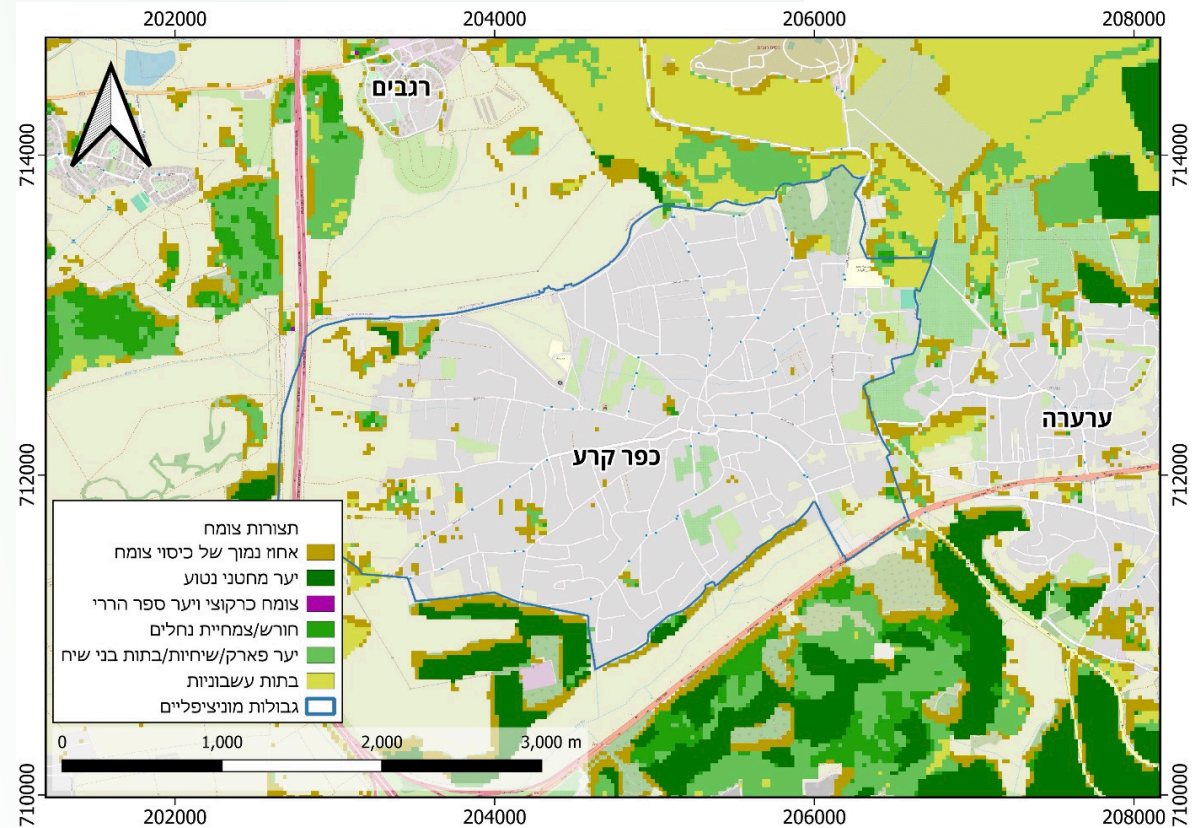 202000 204000 206000 208000
רגבים
714000 714000
ערערה
כפר קרע
712000 712000
תצורות צומח
אחוז נמוך של כיסוי צומח
יער מחטני נטוע
צומח כרקוצי ויער ספר הררי
חורש/צמחיית נחלים
יער פארק/שיחיות/בתות בני שיח
בתות עשבוניות
גבולות מוניציפליים
0 1,000 2,000 3,000 m
710000 710000
202000 204000 206000 208000